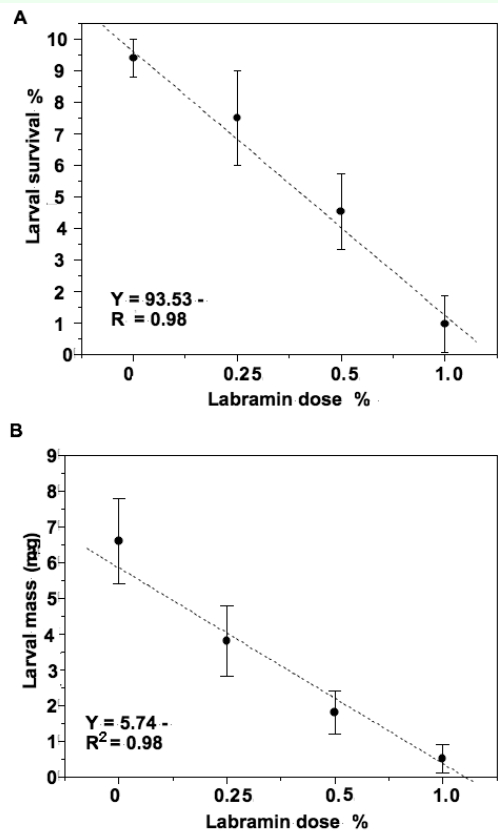 A
10
9
8
7
6
5
4
3
2
1
0
Larval survival %
Y = 93.53 -
R = 0.98
0 0.25 0.5 1.0
Labramin dose %
B
9
8
7
6
5
4
3
2
1
0
Larval mass (mg)
Y = 5.74 -
R2 = 0.98
0 0.25 0.5 1.0
Labramin dose %